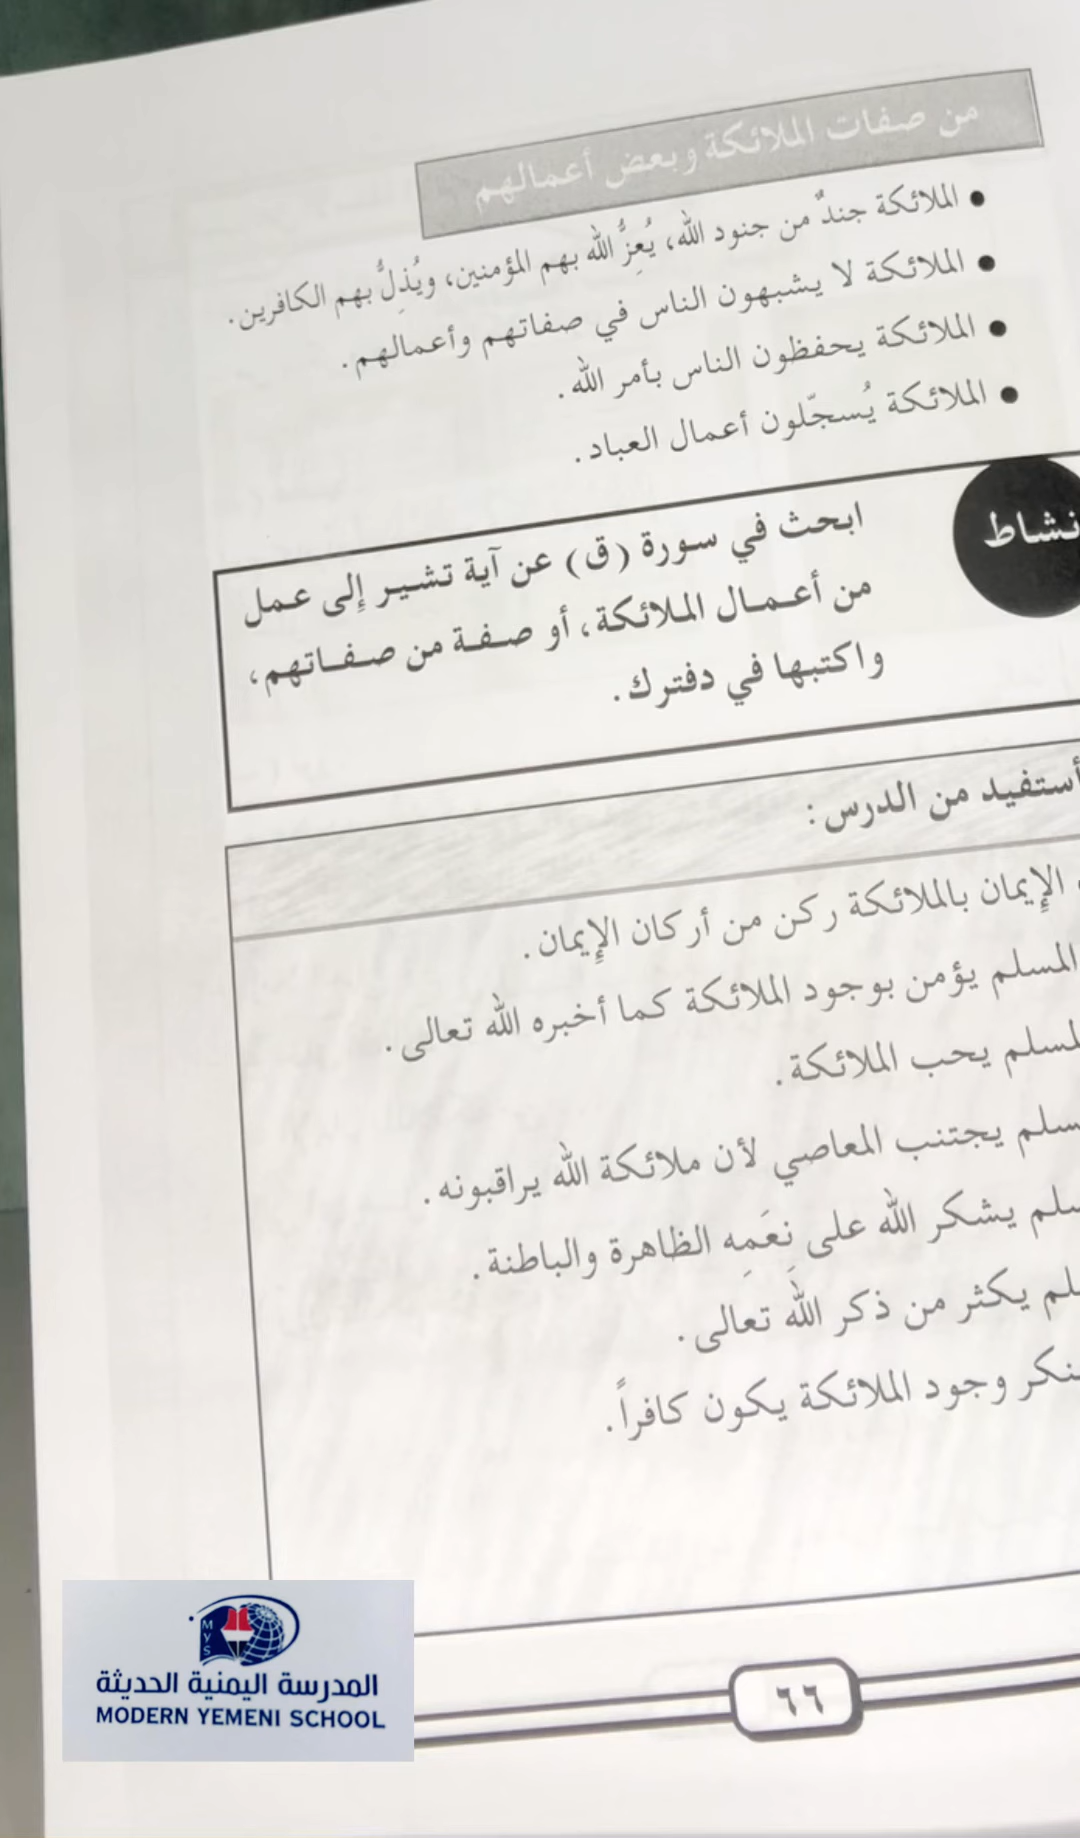 من صفات الملائكة وبعض أعمالهم
● الملائكة جندٌ من جنود الله، يُعِزُّ الله بهم المؤمنين، ويُذِلُّ بهم الكافرين.
● الملائكة لا يشبهون الناس في صفاتهم وأعمالهم.
● الملائكة يحفظون الناس بأمر الله.
● الملائكة يُسجّلون أعمال العباد.
نشاط
ابحث في سورة (ق) عن آية تشير إلى عمل
من أعمال الملائكة، أو صفة من صفاتهم،
واكتبها في دفترك.
أستفيد من الدرس:
الإيمان بالملائكة ركن من أركان الإيمان.
المسلم يؤمن بوجود الملائكة كما أخبره الله تعالى.
لمسلم يحب الملائكة.
سلم يجتنب المعاصي لأن ملائكة الله يراقبونه.
سلم يشكر الله على نِعَمِه الظاهرة والباطنة.
لم يكثر من ذكر الله تعالى.
نكر وجود الملائكة يكون كافراً.
٦٦
MyS
المدرسة اليمنية الحديثة
MODERN YEMENI SCHOOL